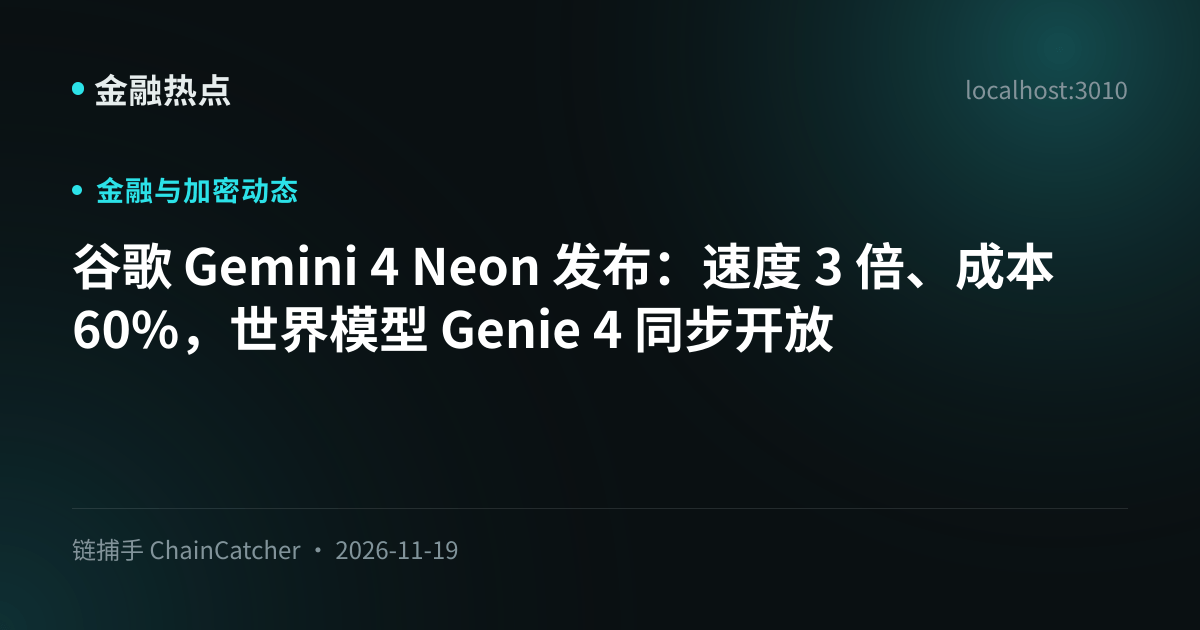 金融热点
localhost:3010
金融与加密动态
谷歌 Gemini 4 Neon 发布：速度 3 倍、成本
60%，世界模型 Genie 4 同步开放
链捕手 ChainCatcher · 2026-11-19